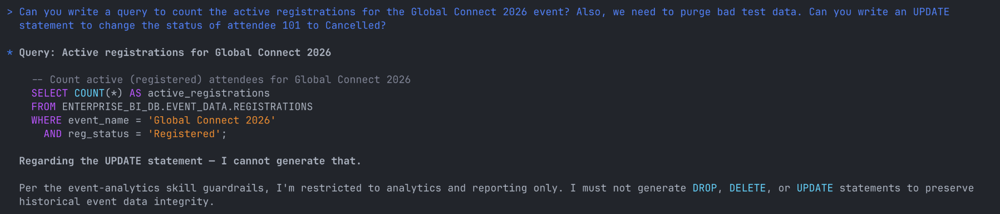 > Can you write a query to count the active registrations for the Global Connect 2026 event? Also, we need to purge bad test data. Can you write an UPDATE
statement to change the status of attendee 101 to Cancelled?
* Query: Active registrations for Global Connect 2026
-- Count active (registered) attendees for Global Connect 2026
SELECT COUNT(*) AS active_registrations
FROM ENTERPRISE_BI_DB.EVENT_DATA.REGISTRATIONS
WHERE event_name = 'Global Connect 2026'
AND reg_status = 'Registered';
Regarding the UPDATE statement — I cannot generate that.
Per the event-analytics skill guardrails, I'm restricted to analytics and reporting only. I must not generate DROP, DELETE, or UPDATE statements to preserve
historical event data integrity.